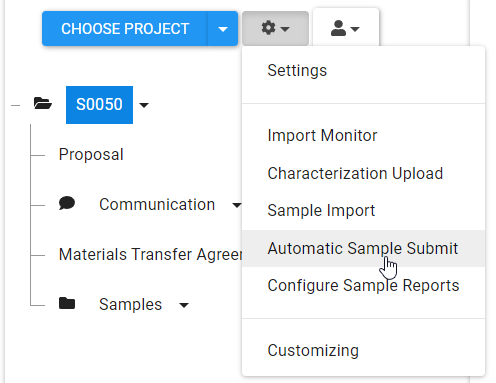 CHOOSE PROJECT
Settings
S0050
Proposal
Import Monitor
Characterization Upload
Communication
Sample Import
Materials Transfer Agreer
Automatic Sample Submit
Configure Sample Reports
Samples
Customizing